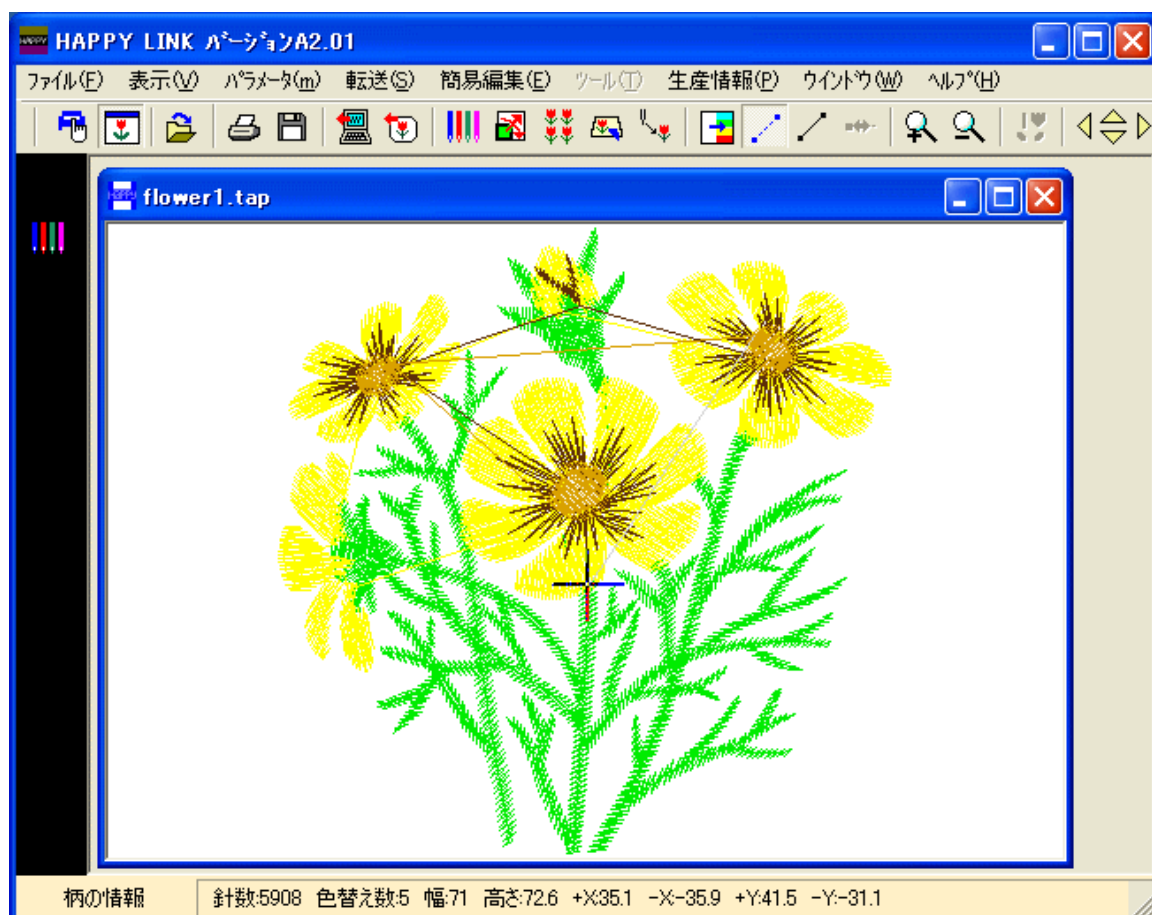 HAPPY LINK ﾊﾞｰｼﾞｮﾝA2.01
ﾌｧｲﾙ(F) 表示(V) ﾊﾟﾗﾒｰﾀ(m) 転送(S) 簡易編集(E) ﾂｰﾙ(T) 生産情報(P) ｳｲﾝﾄﾞｳ(W) ﾍﾙﾌﾟ(H)
HAPPY flower1.tap
柄の情報 針数:5908 色替え数:5 幅:71 高さ:72.6 +X:35.1 -X:-35.9 +Y:41.5 -Y:-31.1